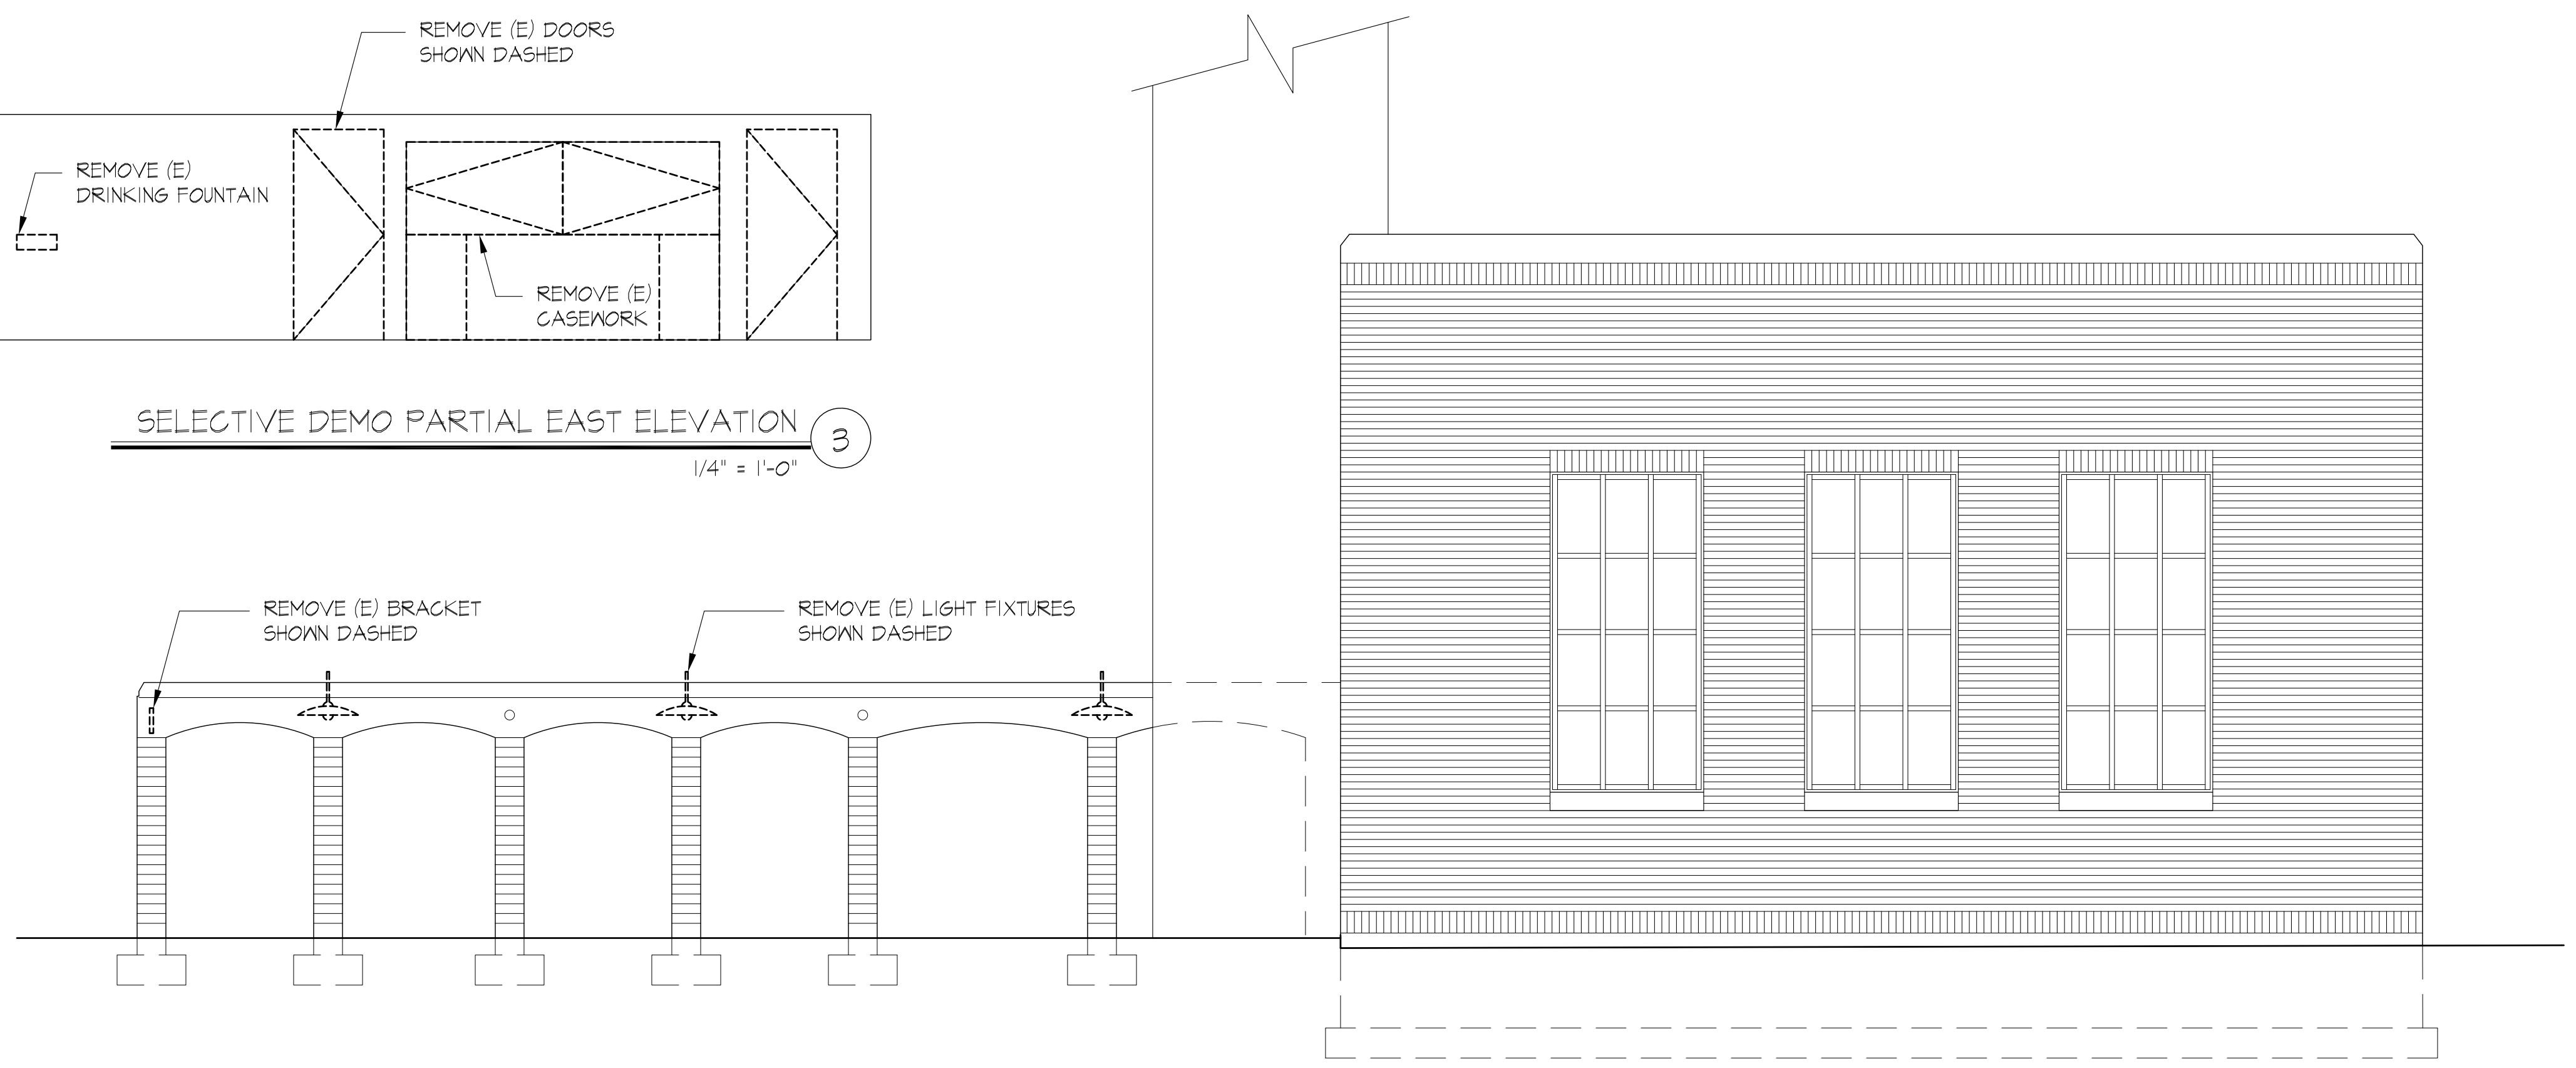 REMOVE (E) DOORS
SHOWN DASHED
REMOVE (E)
DRINKING FOUNTAIN
REMOVE (E)
CASEWORK
SELECTIVE DEMO PARTIAL EAST ELEVATION
3
1/4" = 1'-0"
REMOVE (E) BRACKET
SHOWN DASHED
REMOVE (E) LIGHT FIXTURES
SHOWN DASHED